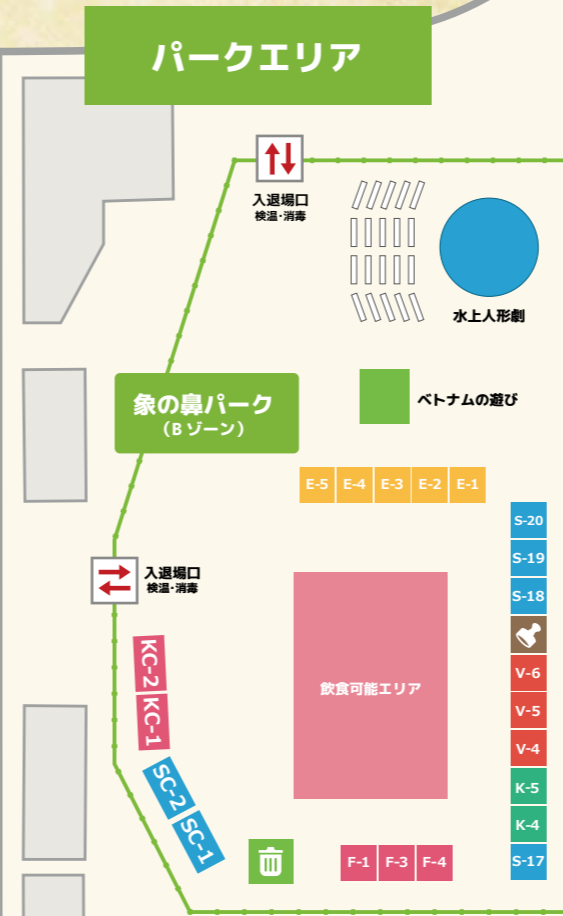 パークエリア
入退場口
検温・消毒
水上人形劇
象の鼻パーク
（B ゾーン）
ベトナムの遊び
E-5 E-4 E-3 E-2 E-1
S-20
S-19
S-18
入退場口
検温・消毒
KC-2
KC-1
飲食可能エリア
V-6
V-5
V-4
SC-2
SC-1
K-5
K-4
S-17
F-1 F-3 F-4